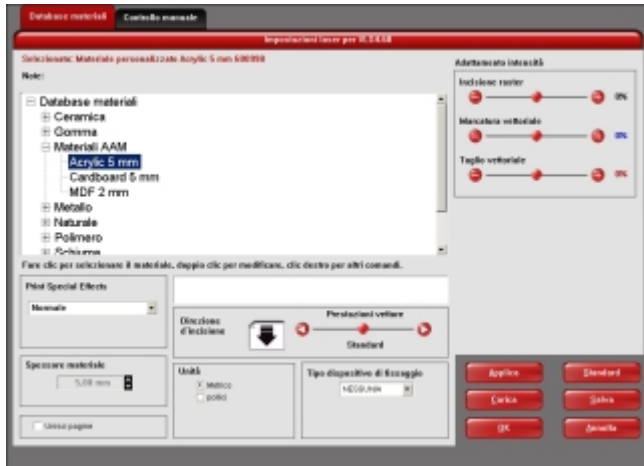 Database materiali
Controllo manuale
Impostazioni laser per
Selezionato: Materiale personalizzato Acrylic 5 mm
Note:
Database materiali
Ceramica
Gomma
Materiali AAM
Acrylic 5 mm
Cardboard 5 mm
MDF 2 mm
Metallo
Naturale
Polimero
Schiuma
Fare clic per selezionare il materiale, doppio clic per modificare, clic destro per altri comandi.
Adattamento intensità
Incisione raster
0%
Marcatura vettoriale
0%
Taglio vettoriale
0%
Print Special Effects
Normale
Direzione d'incisione
Prestazioni vettore
Standard
Spessore materiale
5,00 mm
Unità
Metrico
pollici
Tipo dispositivo di fissaggio
NESSUNA
Unisci pagine
Applica
Standard
Carica
Salva
OK
Annulla